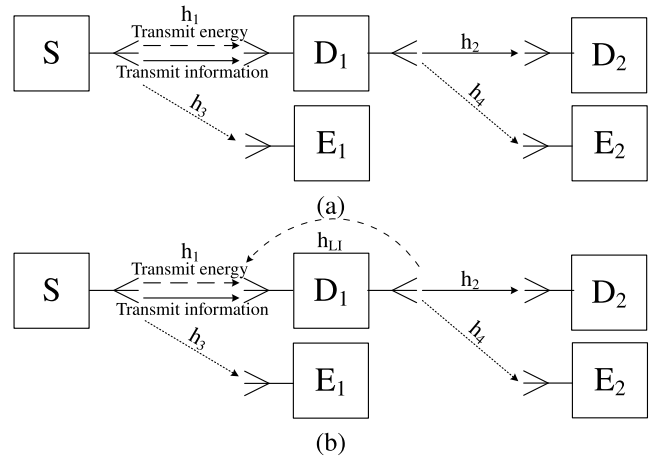 h₁
Transmit energy
S
D₁
h₂
D₂
Transmit information
h₃
h₄
E₁
E₂
(a)
h_LI
h₁
Transmit energy
S
D₁
h₂
D₂
Transmit information
h₃
h₄
E₁
E₂
(b)